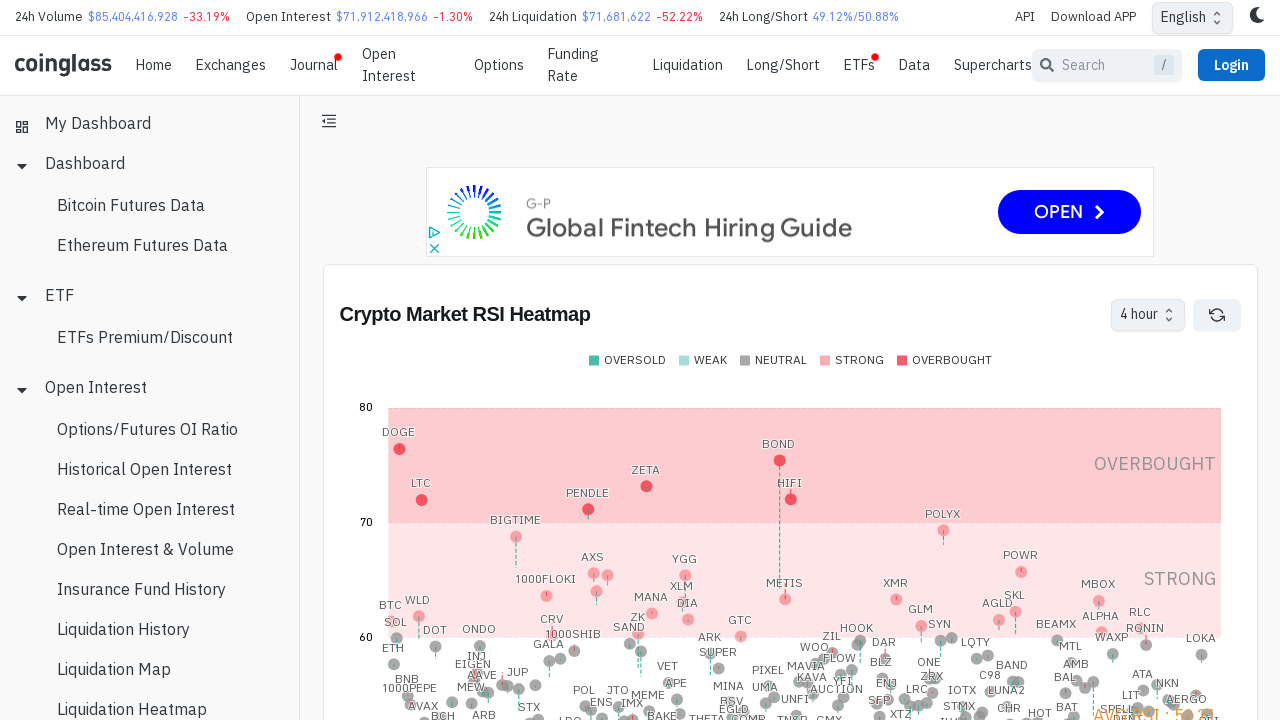 24h Volume $85,404,416,928 -33.19% Open Interest $71,912,418,966 -1.30% 24h Liquidation $71,681,622 -52.22% 24h Long/Short 49.12%/50.88% API Download APP English
coinglass Home Exchanges Journal Open Interest Options Funding Rate Liquidation Long/Short ETFs Data Supercharts Search / Login
My Dashboard
Dashboard
Bitcoin Futures Data
Ethereum Futures Data
ETF
ETFs Premium/Discount
Open Interest
Options/Futures OI Ratio
Historical Open Interest
Real-time Open Interest
Open Interest & Volume
Insurance Fund History
Liquidation History
Liquidation Map
Liquidation Heatmap
G-P
Global Fintech Hiring Guide
OPEN
Crypto Market RSI Heatmap
4 hour
OVERSOLD WEAK NEUTRAL STRONG OVERBOUGHT
80
DOGE
BOND
OVERBOUGHT
ZETA
LTC
HIFI
PENDLE
70
BIGTIME
POLYX
AXS
YGG
POWR
STRONG
1000FLOKI
XLM
METIS
XMR
MBOX
BTC
WLD
MANA
DIA
AGLD
SKL
SOL
DOT
ONDO
CRV
ZK
GTC
GLM
ALPHA
RLC
60
1000SHIB
SAND
HOOK
SYN
BEAMX
RONIN
ETH
GALA
ARK
ZIL
DAR
LQTY
MTL
WAXP
LOKA
INJ
EIGEN
SUPER
WOO
FLOW
BLZ
ONE
BAND
AMB
BNB
AAVE
JUP
VET
PIXEL
MAVIA
KAVA
ZRX
C98
BAL
ATA
1000PEPE
MEW
POL
JTO
APE
MINA
UMA
YFI
ENJ
LRC
IOTX
LUNA2
NKN
AVAX
STX
ENS
IMX
MEME
RSV
UNFI
AUCTION
SFP
STMX
CHR
BAT
LIT
AERGO
BCH
ARB
LDO
BAKE
EGLD
THETA
COMP
GMX
XTZ
HOT
SPELL